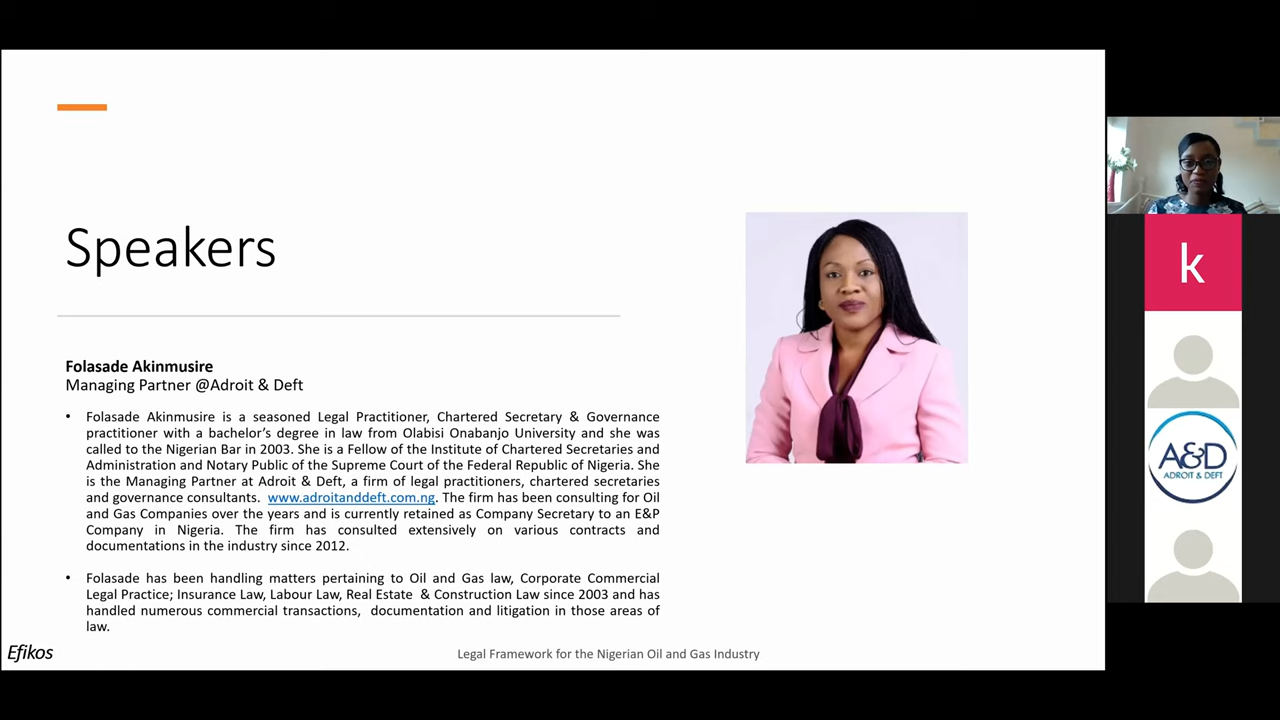 Speakers
Folasade Akinmusire
Managing Partner @Adroit & Deft
• Folasade Akinmusire is a seasoned Legal Practitioner, Chartered Secretary & Governance
practitioner with a bachelor's degree in law from Olabisi Onabanjo University and she was
called to the Nigerian Bar in 2003. She is a Fellow of the Institute of Chartered Secretaries and
Administration and Notary Public of the Supreme Court of the Federal Republic of Nigeria. She
is the Managing Partner at Adroit & Deft, a firm of legal practitioners, chartered secretaries
and governance consultants. www.adroitanddeft.com.ng. The firm has been consulting for Oil
and Gas Companies over the years and is currently retained as Company Secretary to an E&P
Company in Nigeria. The firm has consulted extensively on various contracts and
documentations in the industry since 2012.
• Folasade has been handling matters pertaining to Oil and Gas law, Corporate Commercial
Legal Practice; Insurance Law, Labour Law, Real Estate & Construction Law since 2003 and has
handled numerous commercial transactions, documentation and litigation in those areas of
law.
Efikos
Legal Framework for the Nigerian Oil and Gas Industry
k
A&D
ADROIT & DEFT